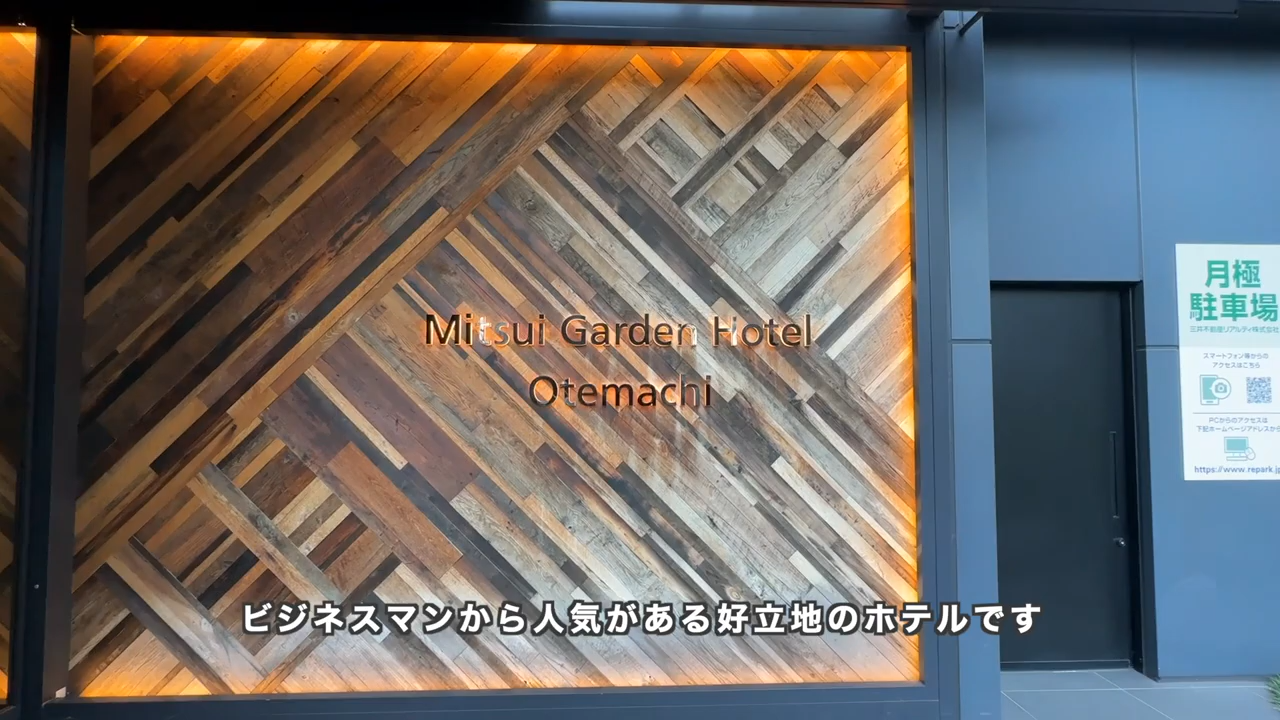 Mitsui Garden Hotel
Otemachi
月極
駐車場
三井不動産リアルティ株式会社
スマートフォン等からの
アクセスはこちら
PCからのアクセスは
下記ホームページアドレスから
https://www.repark.jp
ビジネスマンから人気がある好立地のホテルです